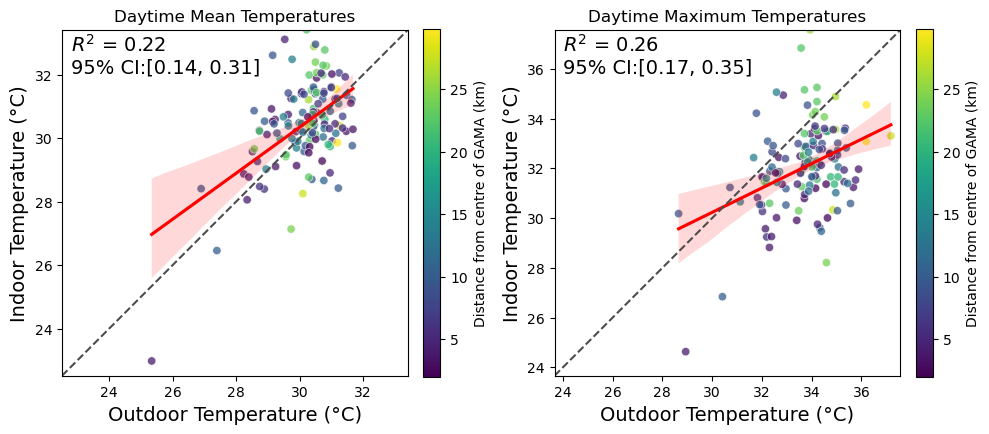 Daytime Mean Temperatures
R² = 0.22
95% CI:[0.14, 0.31]
32
30
28
26
24
24
26
28
30
32
Indoor Temperature (°C)
Outdoor Temperature (°C)
25
20
15
10
5
Distance from centre of GAMA (km)
Daytime Maximum Temperatures
R² = 0.26
95% CI:[0.17, 0.35]
36
34
32
30
28
26
24
24
26
28
30
32
34
36
Indoor Temperature (°C)
Outdoor Temperature (°C)
25
20
15
10
5
Distance from centre of GAMA (km)